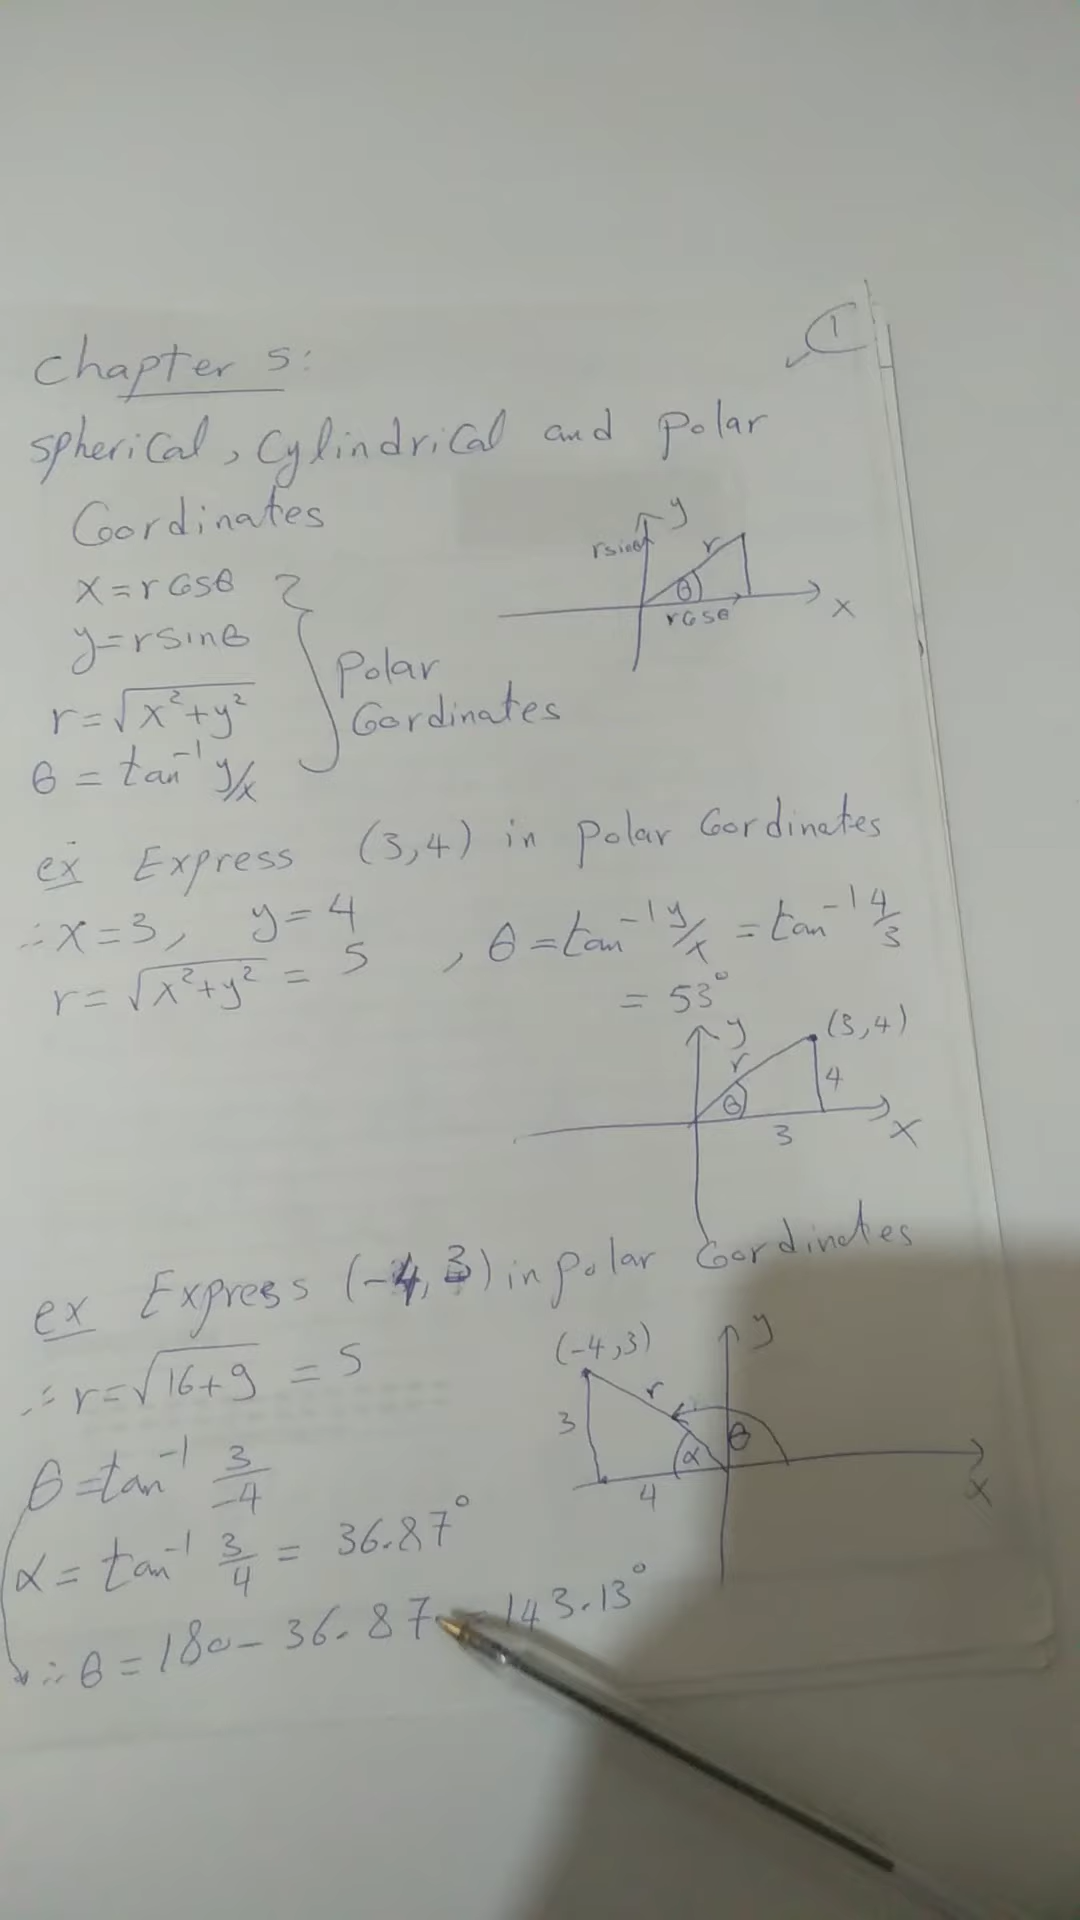 1
Chapter 5:
Spherical, Cylindrical and Polar
Coordinates
y
r sinθ
r
θ
r cosθ
x
x = r cosθ
y = r sinθ
r = √(x² + y²)
θ = tan⁻¹ y/x
Polar
Cordinates
ex Express (3,4) in Polar Cordinates
∴ x = 3, y = 4
r = √(x² + y²) = 5, θ = tan⁻¹ y/x = tan⁻¹ 4/3
= 53°
y
(3,4)
r
4
θ
3
x
ex Express (-4, 3) in polar Cordinates
∴ r = √(16+9) = 5
θ = tan⁻¹ 3/-4
α = tan⁻¹ 3/4 = 36.87°
∴ θ = 180 - 36.87 = 143.13°
(-4,3)
y
r
3
α
θ
4
x